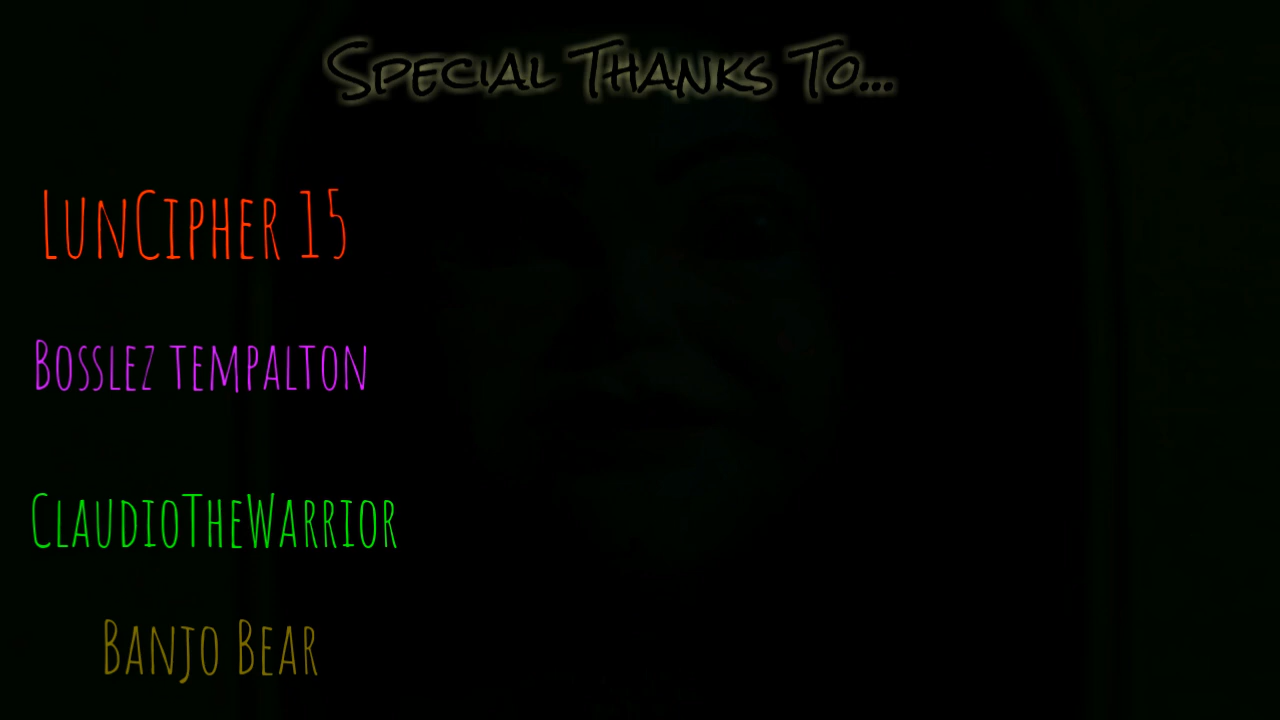 Special Thanks To...
LunCipher 15
Bosslez tempalton
ClaudioTheWarrior
Banjo Bear